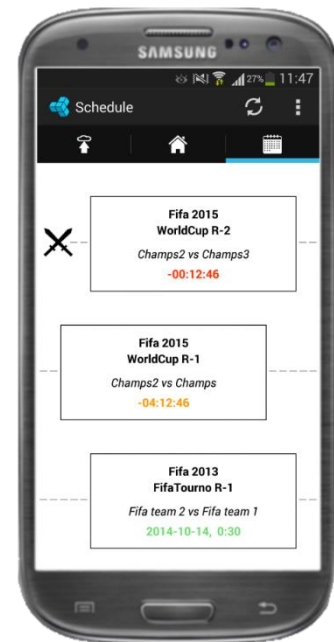 SAMSUNG
27% 11:47
Schedule
Fifa 2015
WorldCup R-2
Champs2 vs Champs3
-00:12:46
Fifa 2015
WorldCup R-1
Champs2 vs Champs
-04:12:46
Fifa 2013
FifaTourno R-1
Fifa team 2 vs Fifa team 1
2014-10-14, 0:30